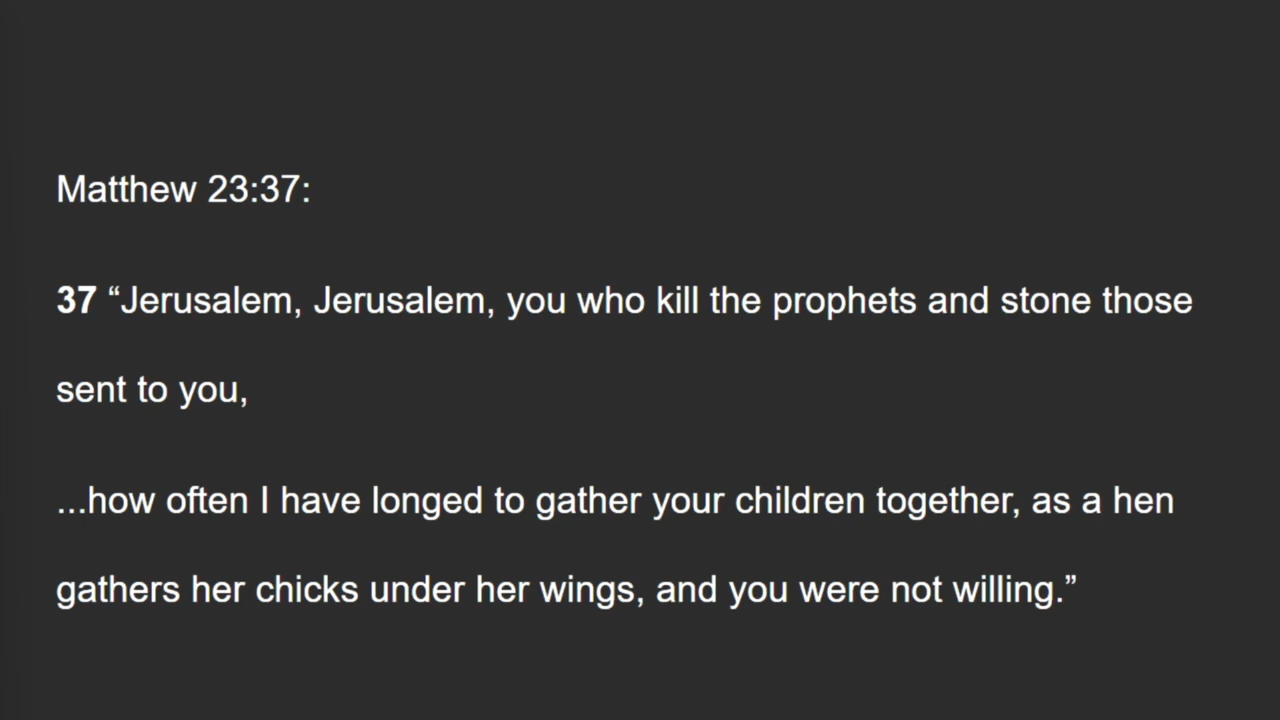 Matthew 23:37:
37 “Jerusalem, Jerusalem, you who kill the prophets and stone those
sent to you,
...how often I have longed to gather your children together, as a hen
gathers her chicks under her wings, and you were not willing.”